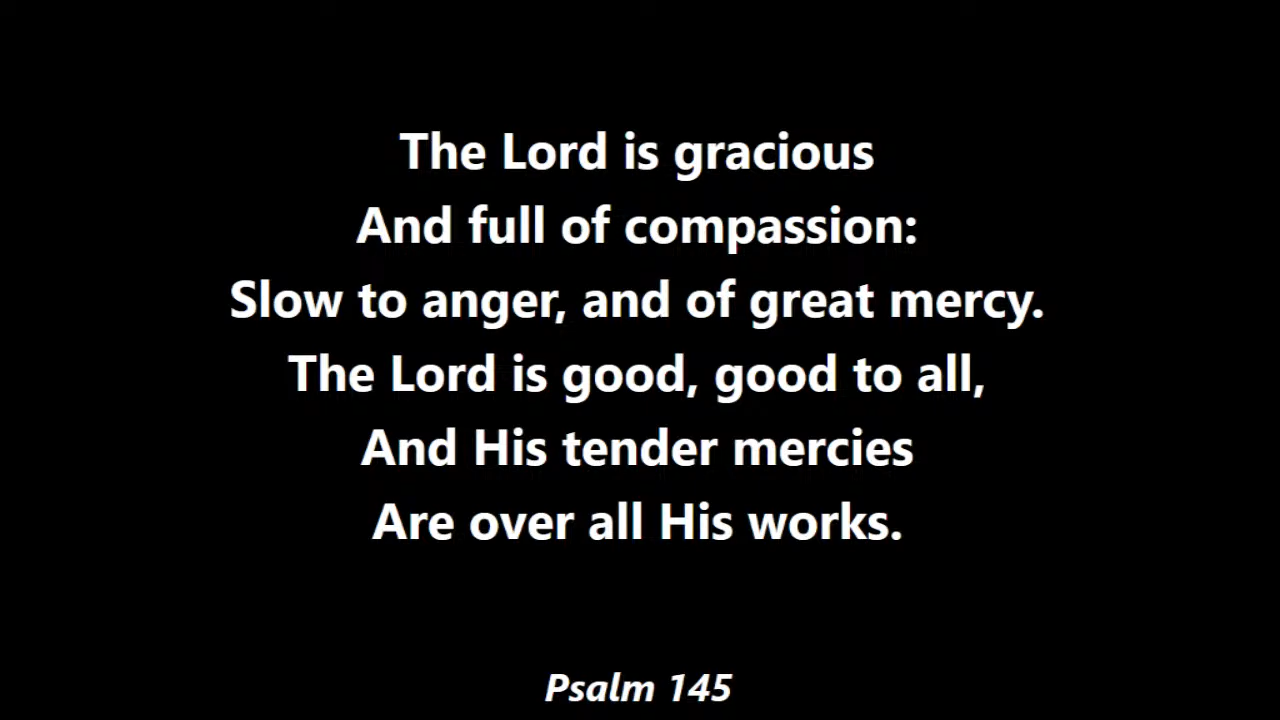 The Lord is gracious
And full of compassion:
Slow to anger, and of great mercy.
The Lord is good, good to all,
And His tender mercies
Are over all His works.
Psalm 145